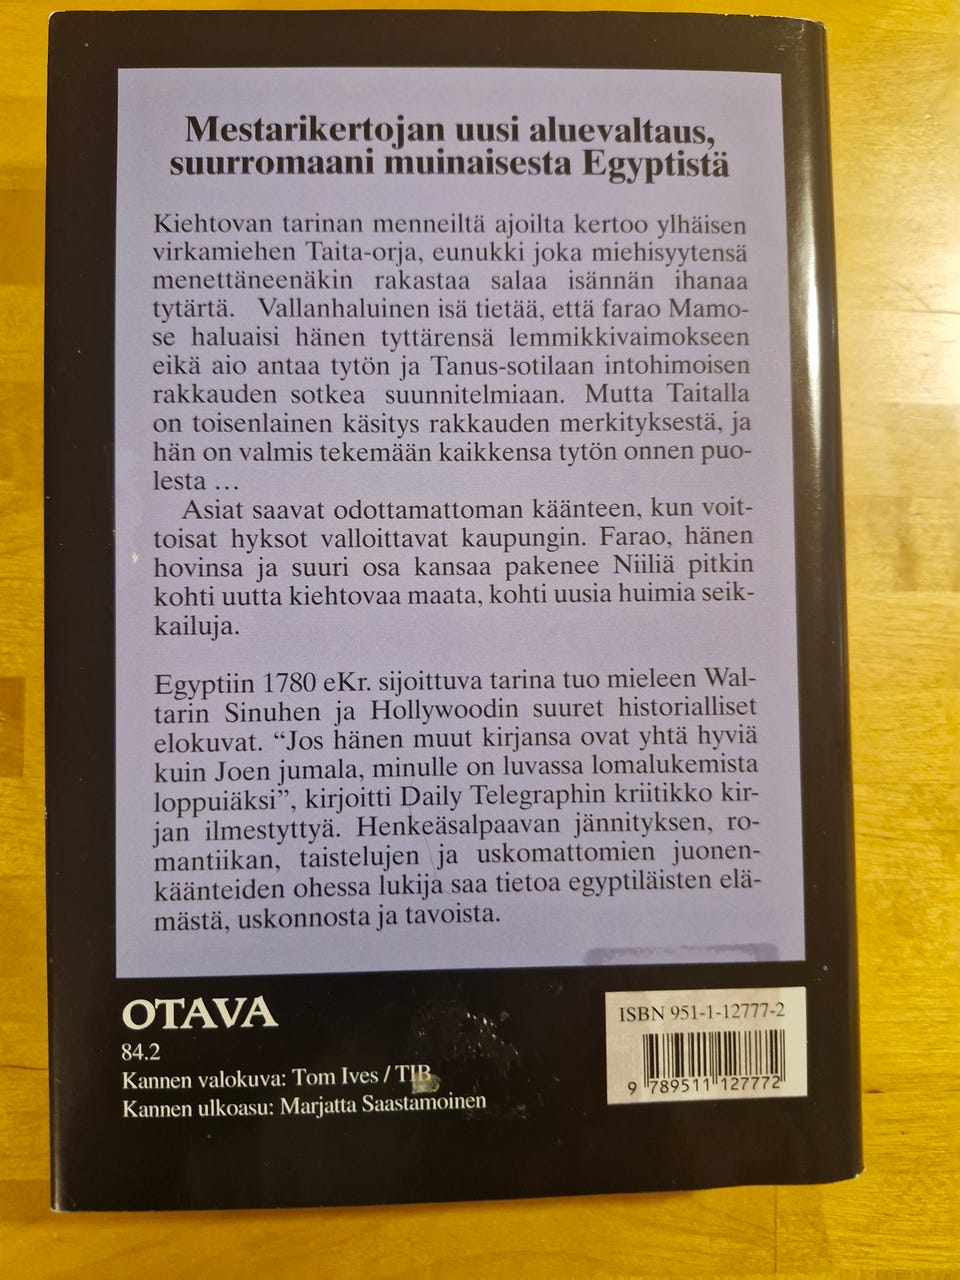 Mestarikertojan uusi aluevaltaus,
suurromaani muinaisesta Egyptistä
Kiehtovan tarinan menneiltä ajoilta kertoo ylhäisen
virkamiehen Taita-orja, eunukki joka miehisyytensä
menettäneenäkin rakastaa salaa isännän ihanaa
tytärtä. Vallanhaluinen isä tietää, että farao Mamo-
se haluaisi hänen tyttärensä lemmikkivaimokseen
eikä aio antaa tytön ja Tanus-sotilaan intohimoisen
rakkauden sotkea suunnitelmiaan. Mutta Taitalla
on toisenlainen käsitys rakkauden merkityksestä, ja
hän on valmis tekemään kaikkensa tytön onnen puo-
lesta ...
Asiat saavat odottamattoman käänteen, kun voit-
toisat hyksot valloittavat kaupungin. Farao, hänen
hovinsa ja suuri osa kansaa pakenee Niiliä pitkin
kohti uutta kiehtovaa maata, kohti uusia huimia seik-
kailuja.
Egyptiin 1780 eKr. sijoittuva tarina tuo mieleen Wal-
tarin Sinuhen ja Hollywoodin suuret historialliset
elokuvat. “Jos hänen muut kirjansa ovat yhtä hyviä
kuin Joen jumala, minulle on luvassa lomalukemista
loppuiäksi”, kirjoitti Daily Telegraphin kriitikko kir-
jan ilmestyttyä. Henkeäsalpaavan jännityksen, ro-
mantiikan, taistelujen ja uskomattomien juonen-
käänteiden ohessa lukija saa tietoa egyptiläisten elä-
mästä, uskonnosta ja tavoista.
OTAVA
84.2
Kannen valokuva: Tom Ives / TIB
Kannen ulkoasu: Marjatta Saastamoinen
ISBN 951-1-12777-2
9 789511 127772